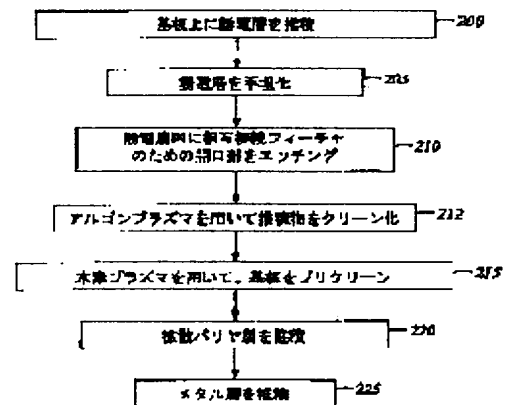 基板上に誘電層を堆積
200
誘電層を平坦化
205
誘電層内に相互接続フィーチャ
のための開口部をエッチング
210
アルゴンプラズマを用いて堆積物をクリーン化
212
水素プラズマを用いて、基板をプリクリーン
215
拡散バリヤ層を堆積
220
メタル層を堆積
225